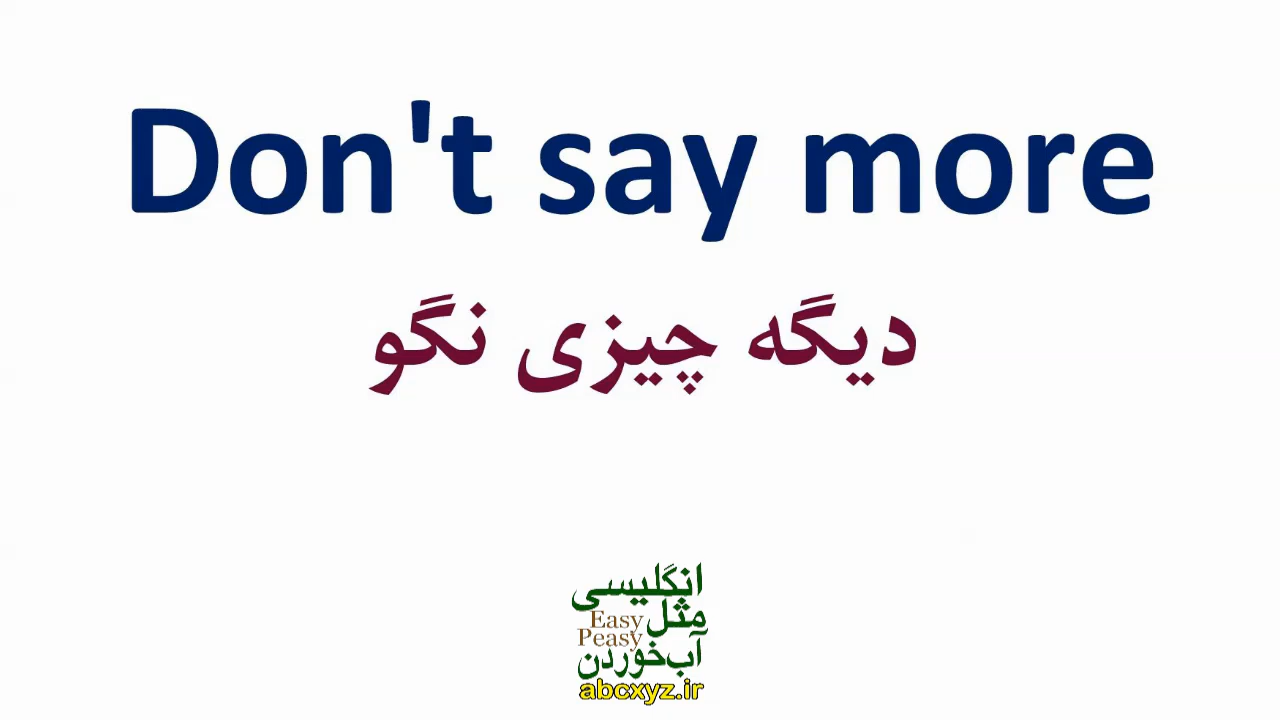 Don't say more
دیگه چیزی نگو
انگلیسی
مثل
Easy
Peasy
آب‌خوردن
abcxyz.ir